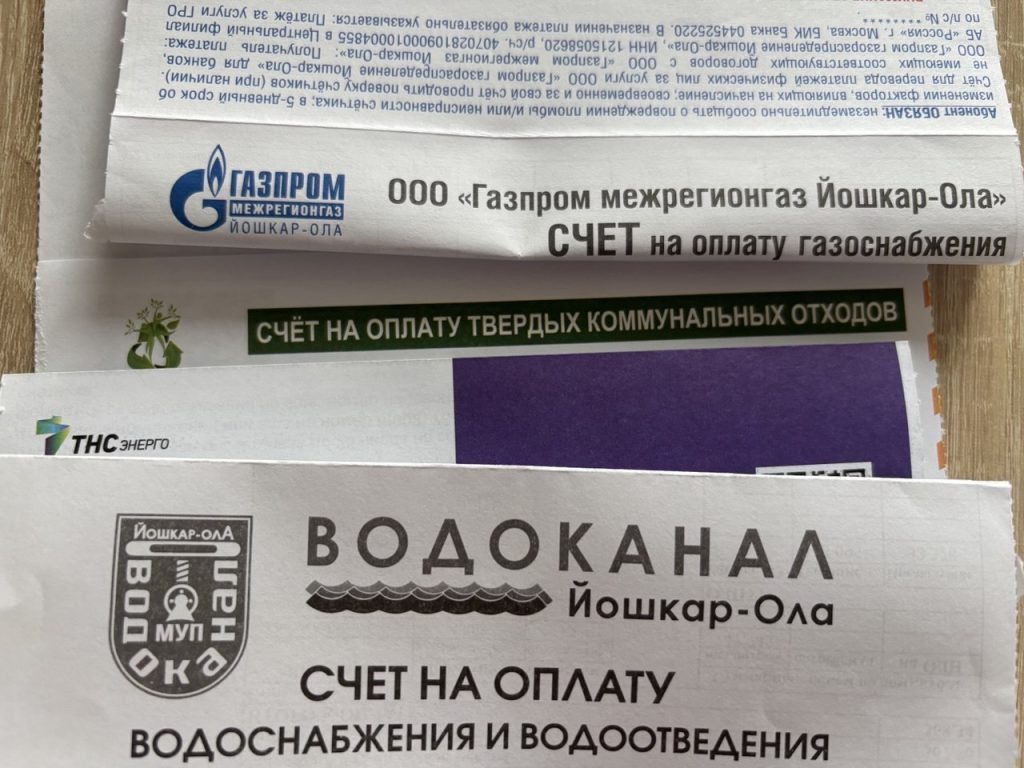 Абонент ОБЯЗАН: незамедлительно сообщать о повреждении пломбы и/или неисправности счётчика; в 5-дневный срок об
изменении факторов, влияющих на начисление; своевременно и за свой счёт проводить поверку счётчиков (при наличии).
Счёт для перевода платежей физических лиц за услуги ООО «Газпром газораспределение Йошкар-Ола» для банков,
не имеющих соответствующих договоров с ООО «Газпром межрегионгаз Йошкар-Ола»: Получатель платежа:
ООО «Газпром газораспределение Йошкар-Ола», ИНН 1215058620, р/сч. в Центральный филиал
АБ «Россия» г. Москва, БИК Банка 044525220. В назначении платежа обязательно указывается: Платёж за услуги ГРО
по л/с № ********
ГАЗПРОМ
МЕЖРЕГИОНГАЗ
ЙОШКАР-ОЛА
ООО «Газпром межрегионгаз Йошкар-Ола»
СЧЕТ на оплату газоснабжения
СЧЁТ НА ОПЛАТУ ТВЕРДЫХ КОММУНАЛЬНЫХ ОТХОДОВ
ТНС ЭНЕРГО
Йошкар-олА
ВОДОКАНАЛ
МУП
ВОДОКАНАЛ
Йошкар-Ола
СЧЕТ НА ОПЛАТУ
ВОДОСНАБЖЕНИЯ И ВОДООТВЕДЕНИЯ